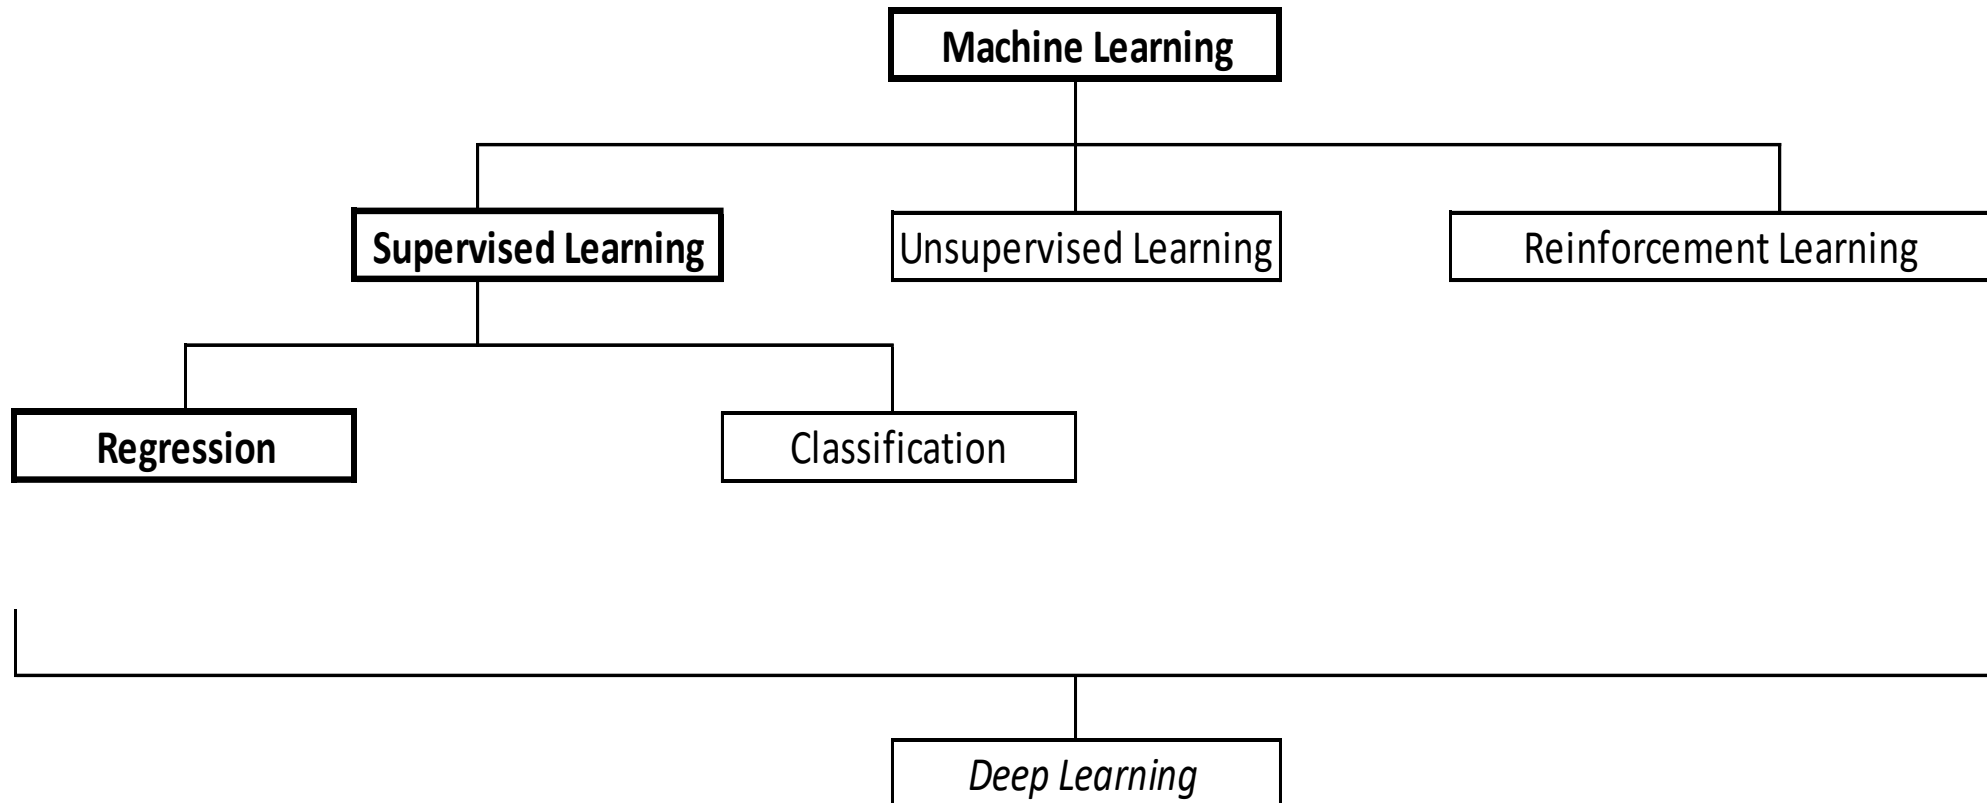 Machine Learning
Supervised Learning
Unsupervised Learning
Reinforcement Learning
Regression
Classification
Deep Learning